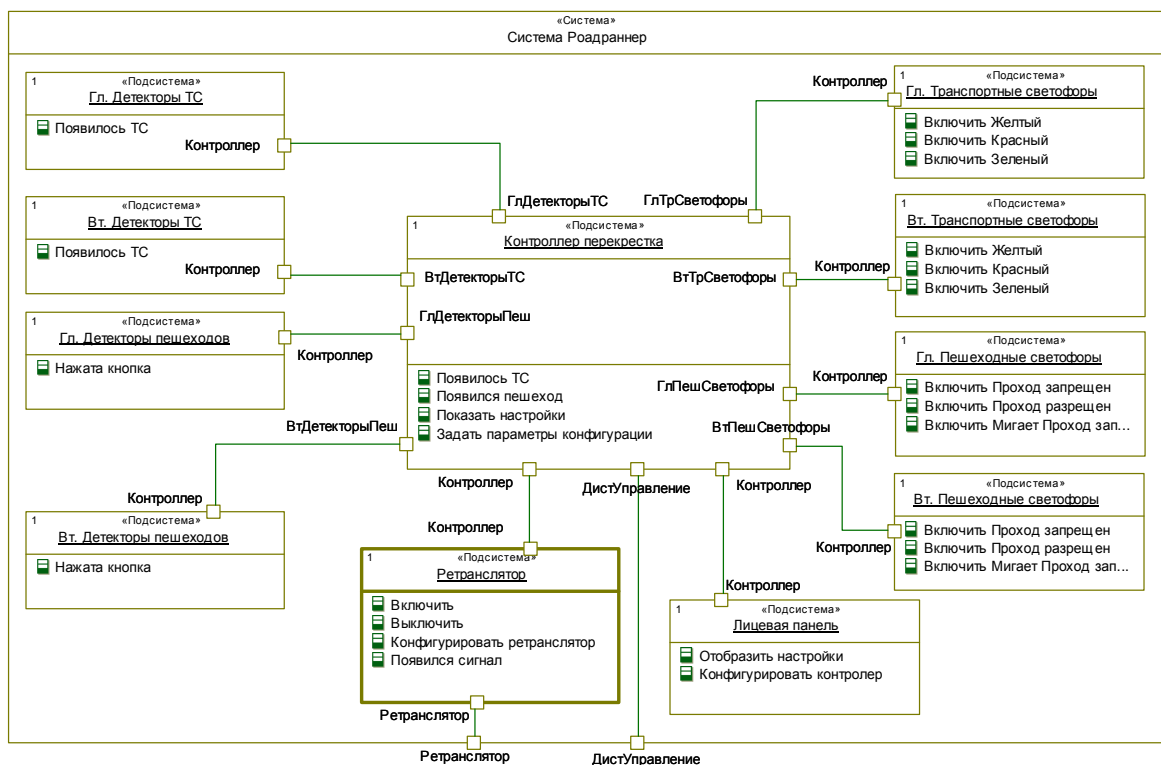 «Система»
Система Роадраннер
1
«Подсистема»
Гл. Детекторы ТС
Появилось ТС
Контроллер
1
«Подсистема»
Вт. Детекторы ТС
Появилось ТС
Контроллер
1
«Подсистема»
Гл. Детекторы пешеходов
Нажата кнопка
Контроллер
ВтДетекторыПеш
Контроллер
1
«Подсистема»
Вт. Детекторы пешеходов
Нажата кнопка
ГлДетекторыТС
ГлТрСветофоры
1
«Подсистема»
Контроллер перекрестка
ВтДетекторыТС
ВтТрСветофоры
ГлДетекторыПеш
Появилось ТС
Появился пешеход
Показать настройки
Задать параметры конфигурации
ГлПешСветофоры
ВтПешСветофоры
Контроллер
ДистУправление
Контроллер
Контроллер
1
«Подсистема»
Ретранслятор
Включить
Выключить
Конфигурировать ретранслятор
Появился сигнал
Ретранслятор
Ретранслятор
ДистУправление
Контроллер
1
«Подсистема»
Лицевая панель
Отобразить настройки
Конфигурировать контролер
Контроллер
1
«Подсистема»
Гл. Транспортные светофоры
Включить Желтый
Включить Красный
Включить Зеленый
Контроллер
1
«Подсистема»
Вт. Транспортные светофоры
Включить Желтый
Включить Красный
Включить Зеленый
Контроллер
1
«Подсистема»
Гл. Пешеходные светофоры
Включить Проход запрещен
Включить Проход разрещен
Включить Мигает Проход зап...
Контроллер
1
«Подсистема»
Вт. Пешеходные светофоры
Включить Проход запрещен
Включить Проход разрещен
Включить Мигает Проход зап...